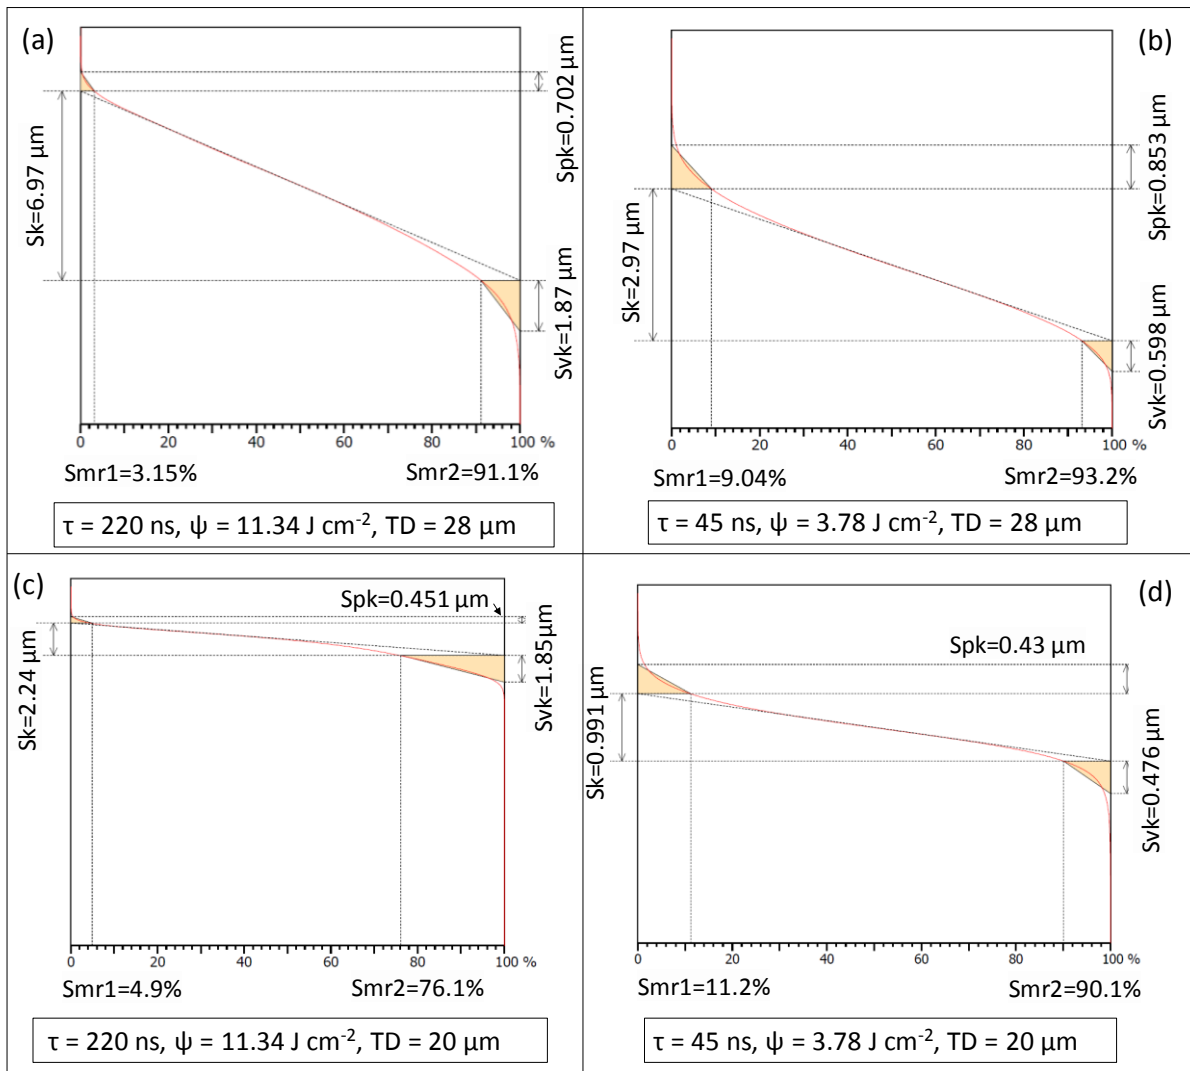 (a)
Sk=6.97 µm
Spk=0.702 µm
Svk=1.87 µm
0 20 40 60 80 100 %
Smr1=3.15% Smr2=91.1%
τ = 220 ns, ψ = 11.34 J cm⁻², TD = 28 µm
(b)
Sk=2.97 µm
Spk=0.853 µm
Svk=0.598 µm
0 20 40 60 80 100 %
Smr1=9.04% Smr2=93.2%
τ = 45 ns, ψ = 3.78 J cm⁻², TD = 28 µm
(c)
Spk=0.451 µm
Sk=2.24 µm
Svk=1.85µm
0 20 40 60 80 100 %
Smr1=4.9% Smr2=76.1%
τ = 220 ns, ψ = 11.34 J cm⁻², TD = 20 µm
(d)
Spk=0.43 µm
Sk=0.991 µm
Svk=0.476 µm
0 20 40 60 80 100 %
Smr1=11.2% Smr2=90.1%
τ = 45 ns, ψ = 3.78 J cm⁻², TD = 20 µm